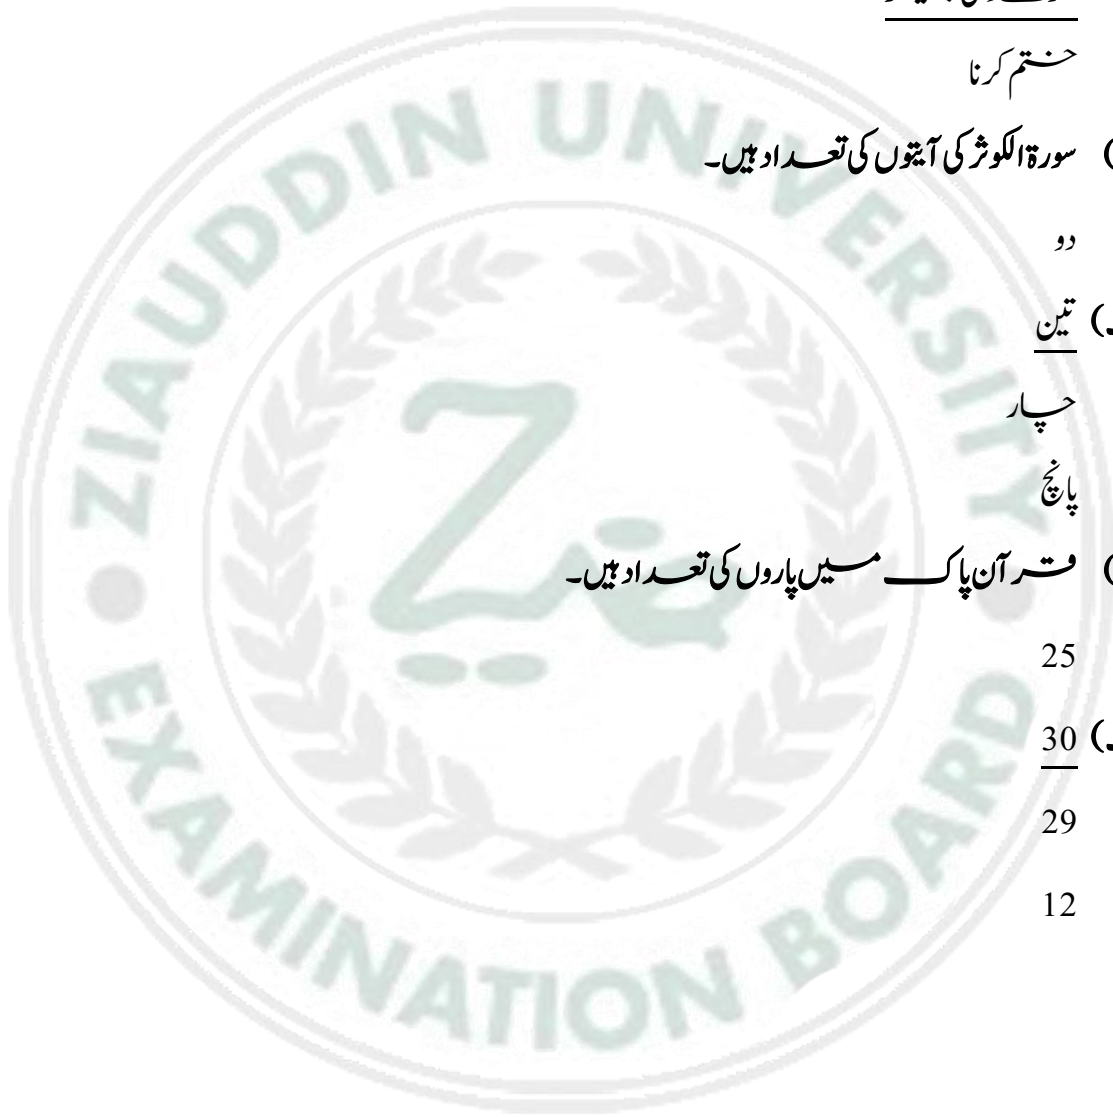 ختم کرنا
) سورۃ الکوثر کی آیتوں کی تعداد ہیں۔
دو
) تین
چار
پانچ
) قرآن پاک میں پاروں کی تعداد ہیں۔
25
) 30
29
12
ZIAUDDIN UNIVERSITY
EXAMINATION BOARD